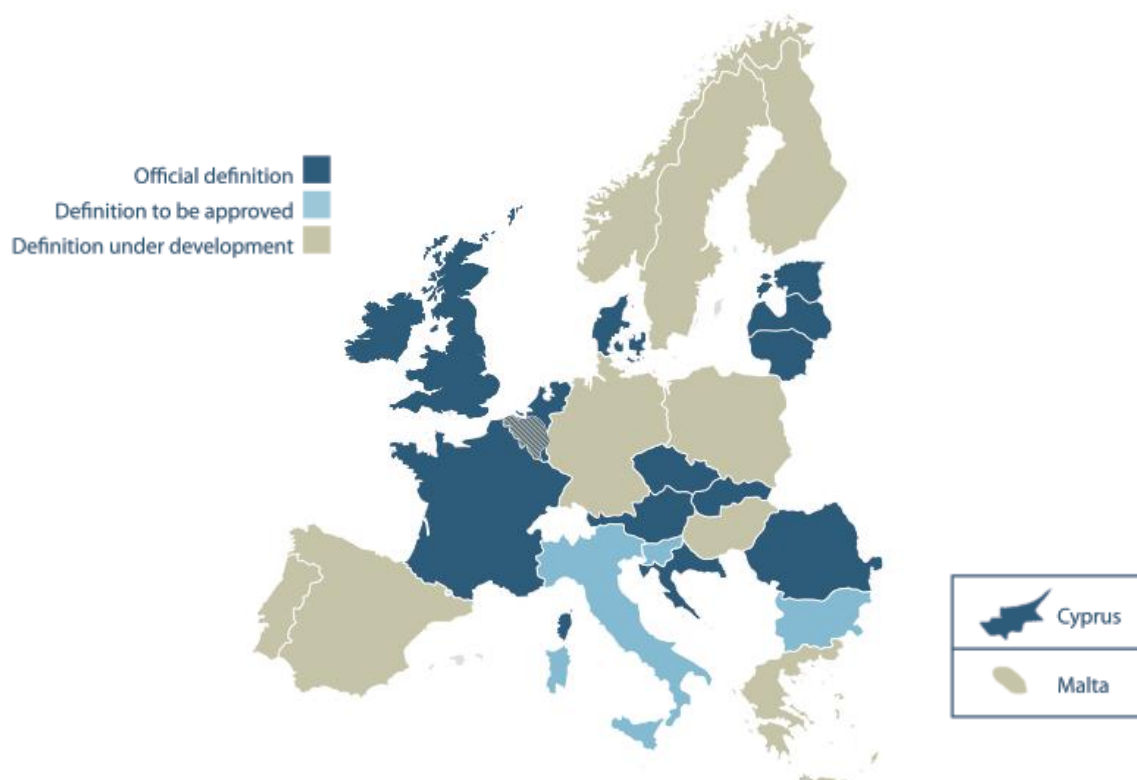 Official definition
Definition to be approved
Definition under development
Cyprus
Malta